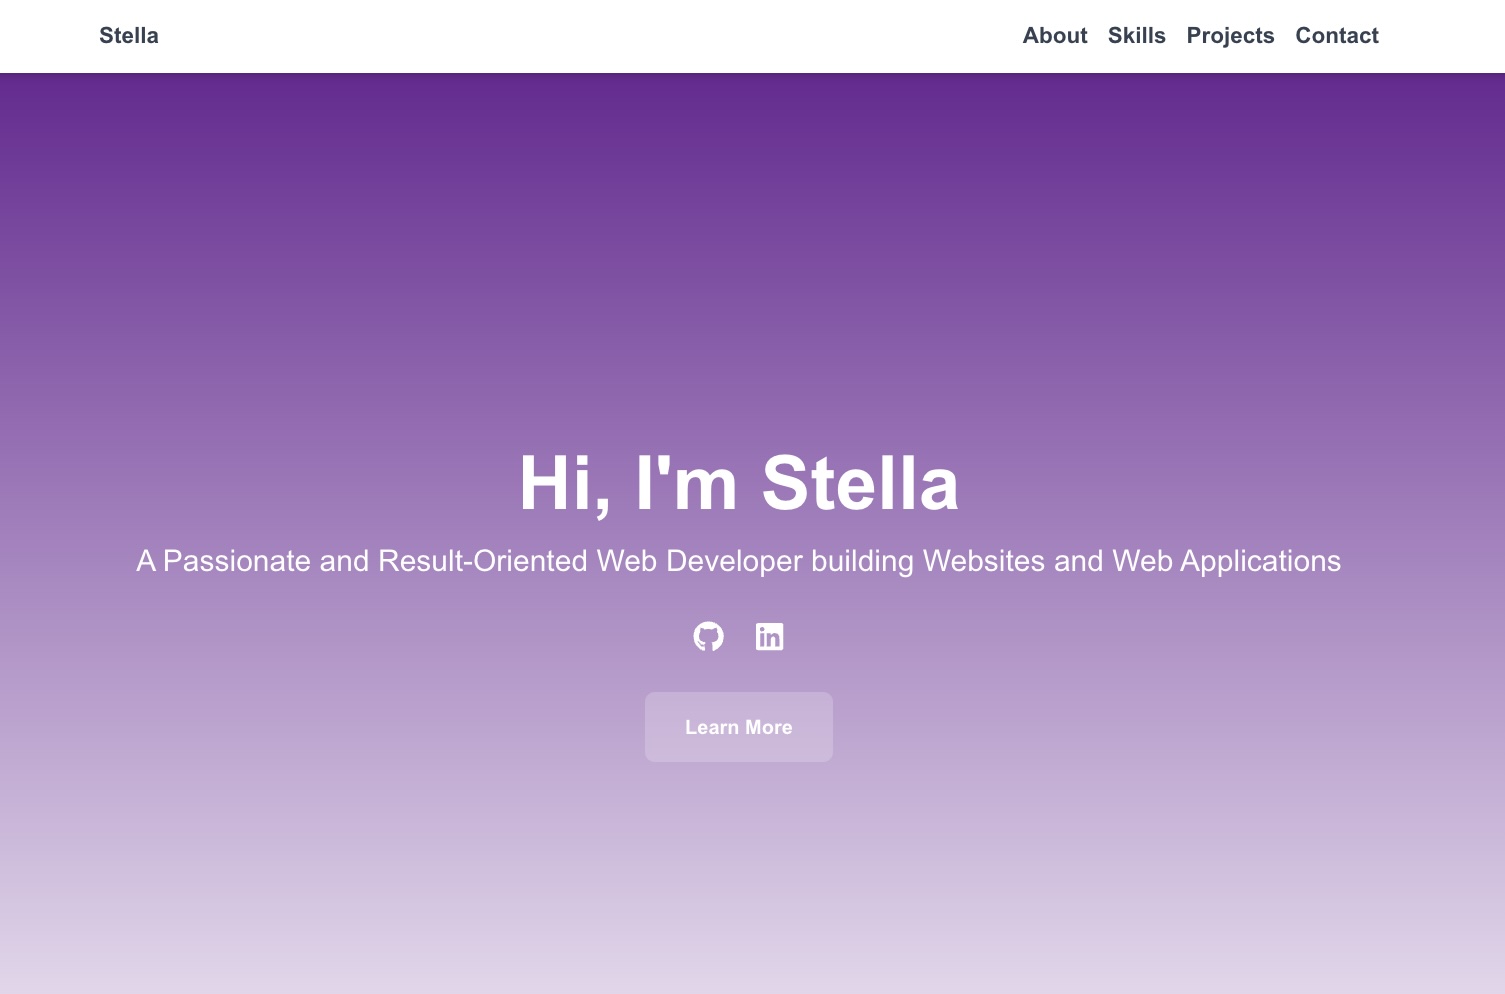 Stella
About Skills Projects Contact
Hi, I'm Stella
A Passionate and Result-Oriented Web Developer building Websites and Web Applications
in
Learn More